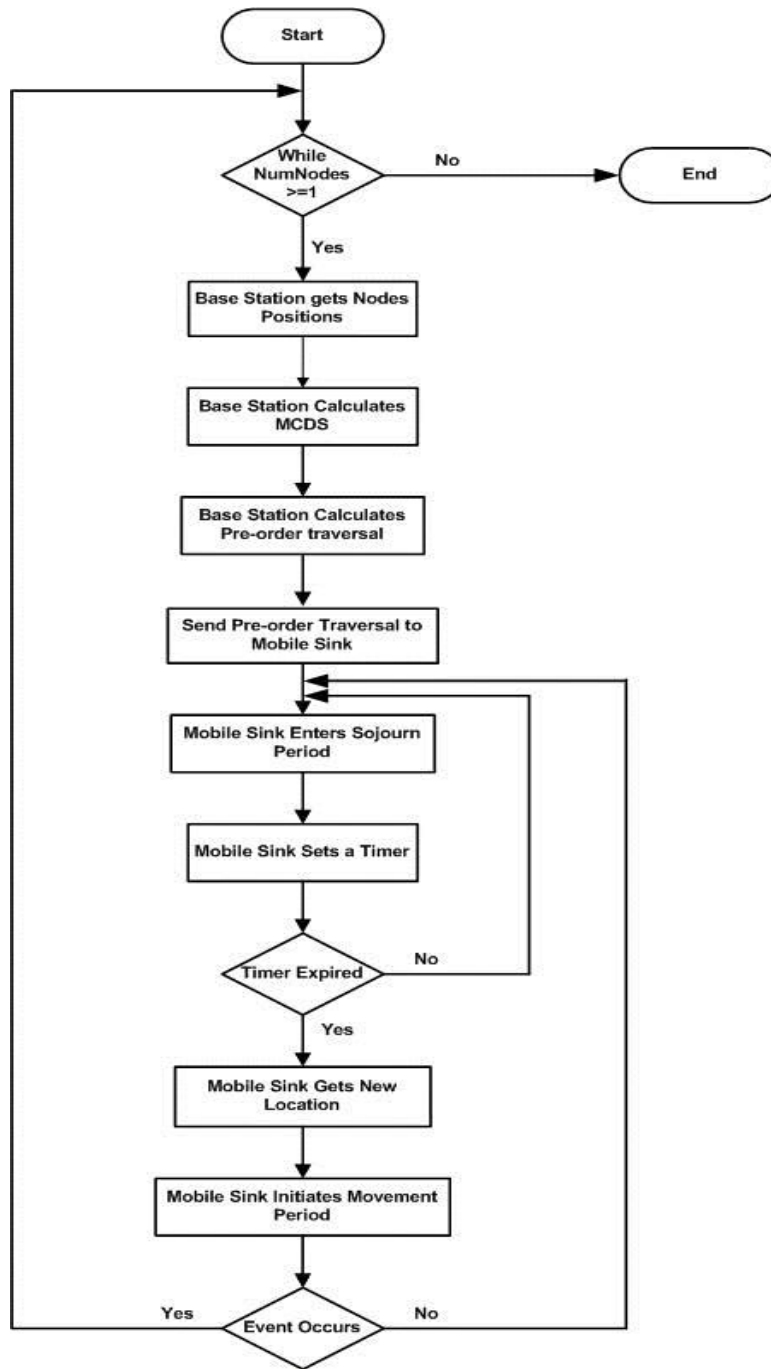 Start
While
NumNodes
>=1
No
End
Yes
Base Station gets Nodes
Positions
Base Station Calculates
MCDS
Base Station Calculates
Pre-order traversal
Send Pre-order Traversal to
Mobile Sink
Mobile Sink Enters Sojourn
Period
Mobile Sink Sets a Timer
Timer Expired
No
Yes
Mobile Sink Gets New
Location
Mobile Sink Initiates Movement
Period
Yes
Event Occurs
No